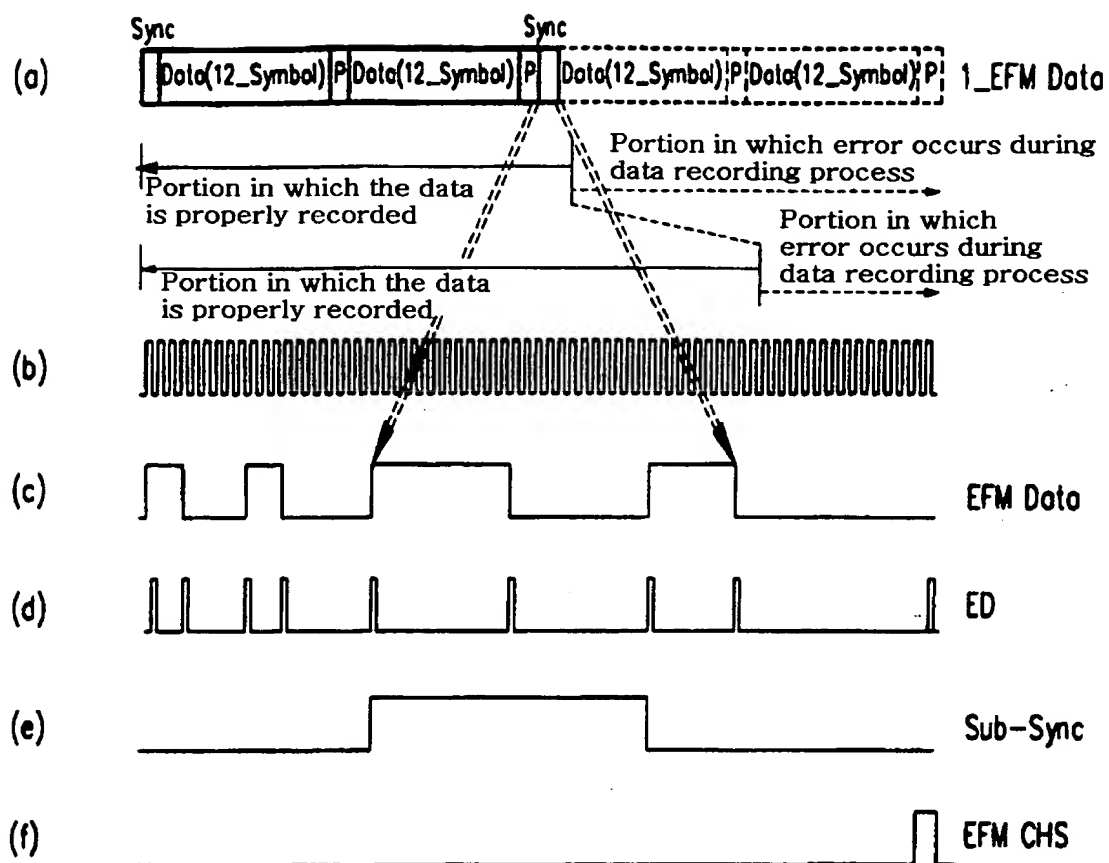 Sync Sync
(a) Data(12_Symbol) P Data(12_Symbol) P Data(12_Symbol) P Data(12_Symbol) P 1_EFM Data
Portion in which error occurs during
data recording process
Portion in which the data
is properly recorded
Portion in which
error occurs during
data recording process
Portion in which the data
is properly recorded
(b)
(c) EFM Data
(d) ED
(e) Sub-Sync
(f) EFM CHS